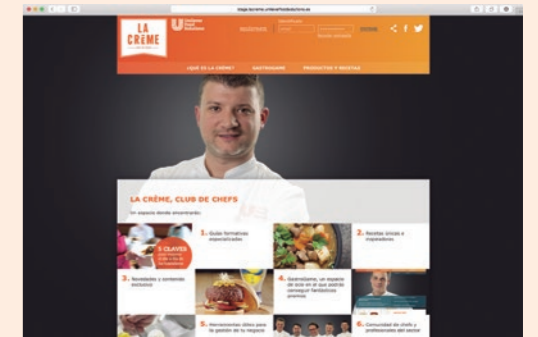 LA
CRÈME
Unilever
Food
Solutions
¿QUÉ ES LA CRÈME?
GASTROGAME
PRODUCTOS Y RECETAS
LA CRÈME, CLUB DE CHEFS
Un espacio donde encontrarás:
5 CLAVES
1. Guías formativas
especializadas
2. Recetas únicas e
inspiradoras
3. Novedades y contenido
exclusivo
4. GastroGame, un espacio
de ocio en el que podrás
conseguir fantásticos
premios
5. Herramientas útiles para
la gestión de tu negocio
6. Comunidad de chefs y
profesionales del sector